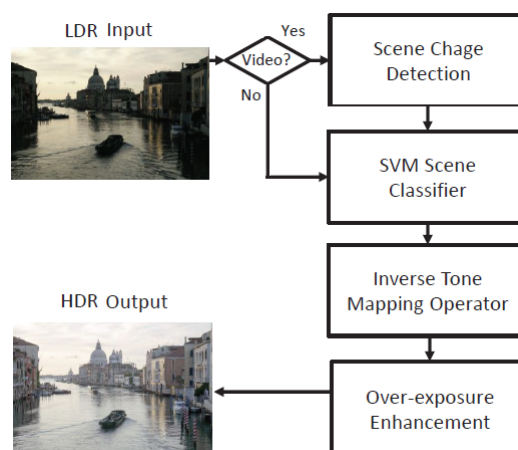 LDR Input
Video?
Yes
No
Scene Chage
Detection
SVM Scene
Classifier
Inverse Tone
Mapping Operator
Over-exposure
Enhancement
HDR Output